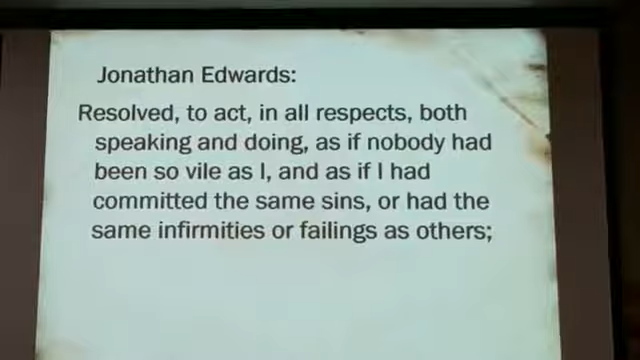 Jonathan Edwards:
Resolved, to act, in all respects, both
speaking and doing, as if nobody had
been so vile as I, and as if I had
committed the same sins, or had the
same infirmities or failings as others;